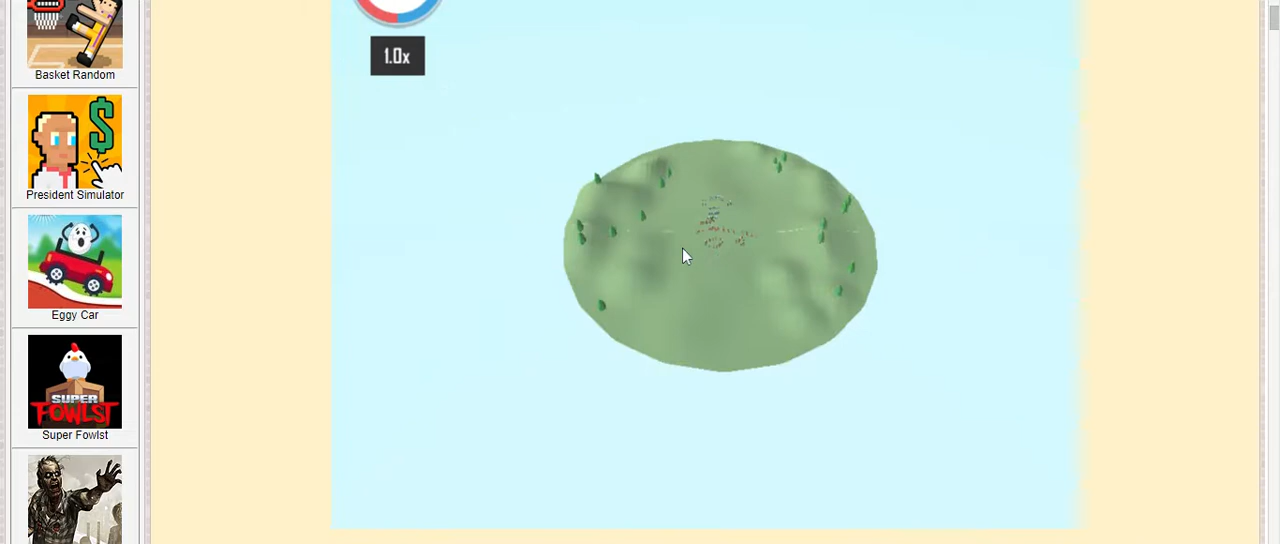 Basket Random
1.0x
$
President Simulator
Eggy Car
SUPER
FOWLST
Super Fowlst